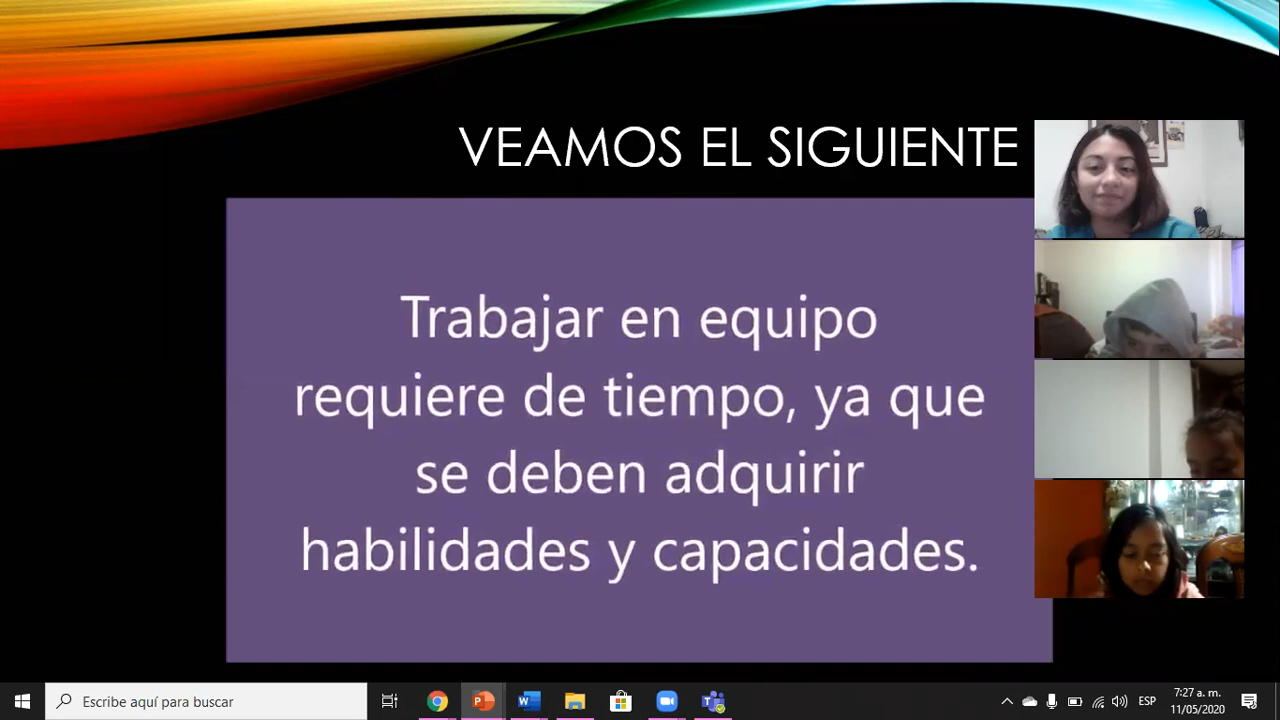 VEAMOS EL SIGUIENTE
Trabajar en equipo
requiere de tiempo, ya que
se deben adquirir
habilidades y capacidades.
Escribe aquí para buscar
ESP
7:27 a. m.
11/05/2020